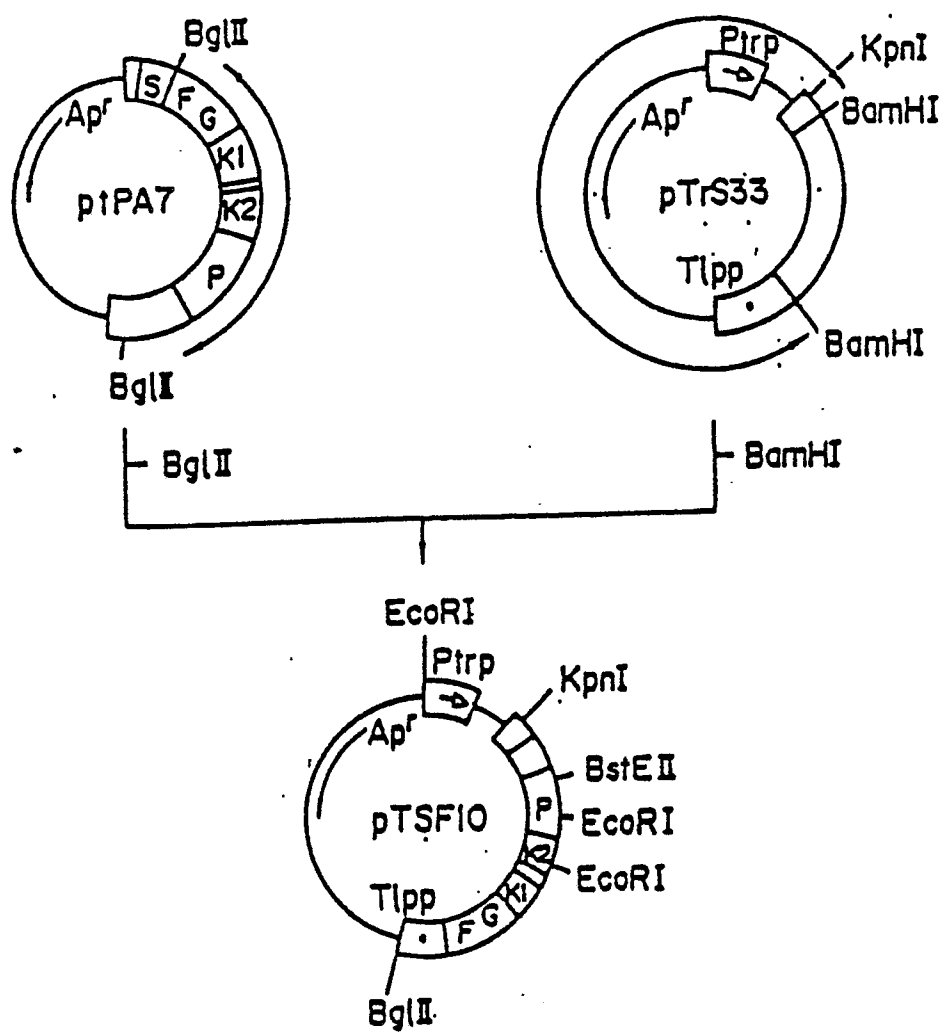 BglII
S
F
G
K1
K2
P
Apr
ptPA7
BglII
Ptrp
KpnI
BamHI
Apr
pTrS33
Tlpp
BamHI
BglII
BamHI
EcoRI
Ptrp
KpnI
Apr
BstEII
P
EcoRI
pTSF10
K2
EcoRI
K1
G
F
Tlpp
BglII